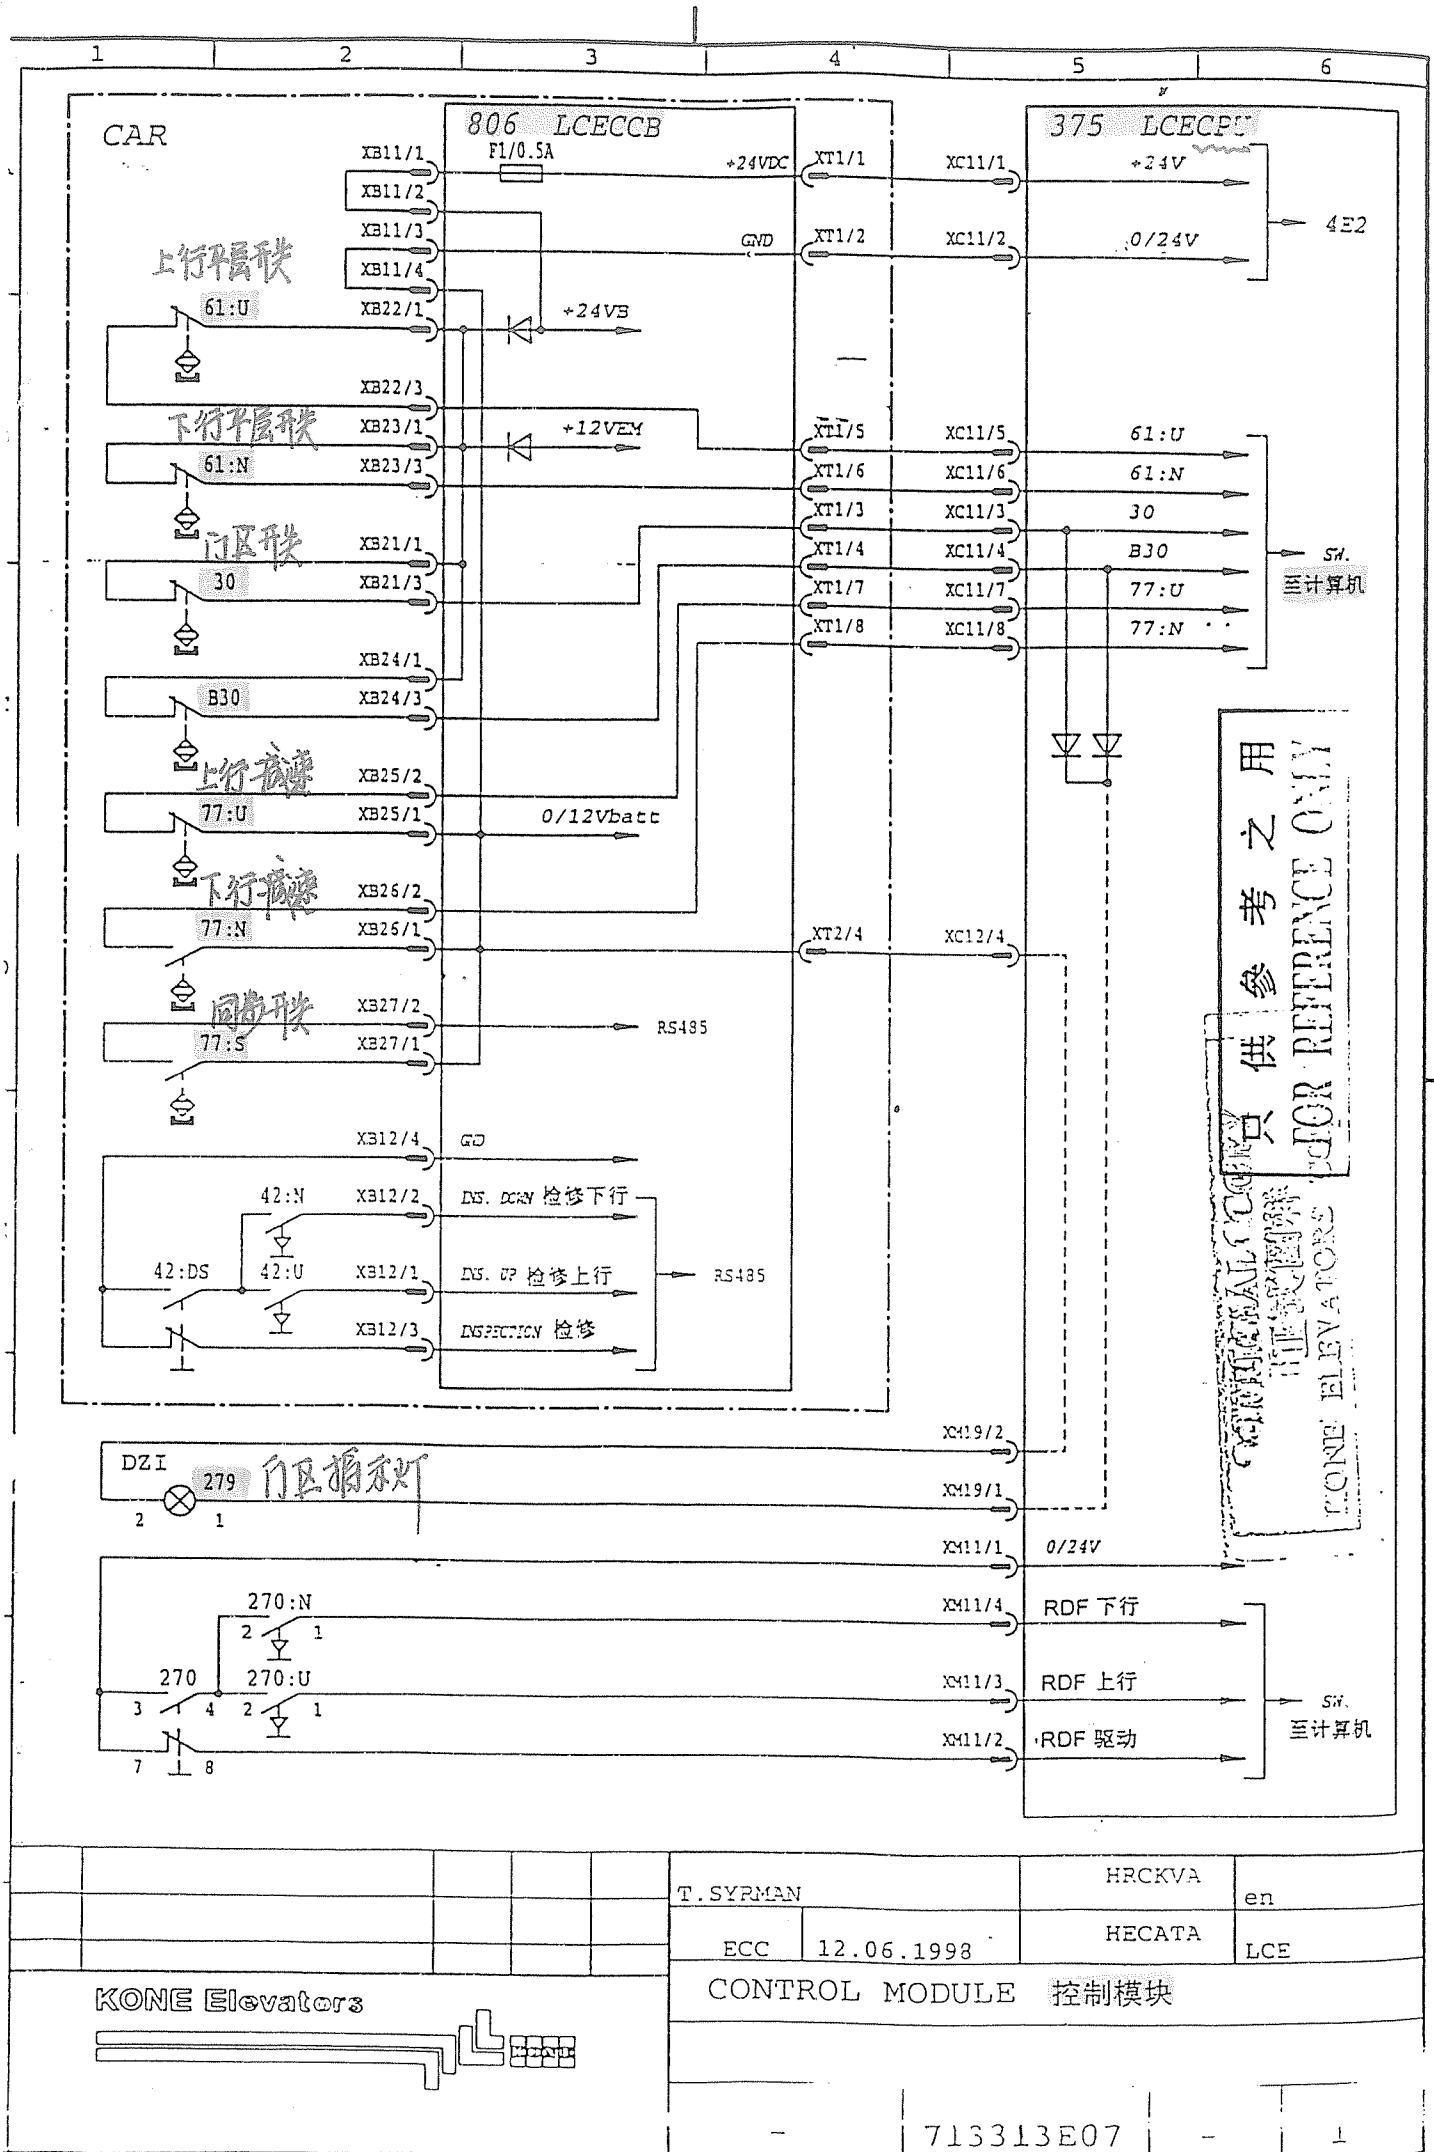 1 2 3 4 5 6
CAR
806 LCECCB
375 LCECPU
F1/0.5A
XB11/1
+24VDC
XT1/1
XC11/1
+24V
XB11/2
XB11/3
GND
XT1/2
XC11/2
0/24V
4E2
XB11/4
上行平层开关
61:U
XB22/1
+24VB
XB22/3
下行平层开关
XB23/1
+12VEM
XT1/5
XC11/5
61:U
61:N
XB23/3
XT1/6
XC11/6
61:N
XT1/3
XC11/3
30
门区开关
XB21/1
XT1/4
XC11/4
B30
SW.
至计算机
30
XB21/3
XT1/7
XC11/7
77:U
XT1/8
XC11/8
77:N
XB24/1
B30
XB24/3
上行减速
XB25/2
77:U
XB25/1
0/12Vbatt
下行减速
XB26/2
77:N
XB26/1
XT2/4
XC12/4
同步开关
XB27/2
RS485
77:S
XB27/1
XB12/4
GD
42:N
XB12/2
INS. DOWN 检修下行
42:DS
42:U
XB12/1
INS. UP 检修上行
RS485
XB12/3
INSPECTION 检修
只供參考之用
FOR REFERENCE ONLY
KONE ELEVATORS
XM19/2
DZI
279
门区指示灯
2 1
XM19/1
XM11/1
0/24V
270:N
2 1
XM11/4
RDF 下行
270
3 4
270:U
2 1
XM11/3
RDF 上行
SW.
至计算机
7 8
XM11/2
RDF 驱动
T.SYRMAN
HRCKVA
en
ECC
12.06.1998
HECATA
LCE
KONE Elevators
CONTROL MODULE 控制模块
KONE
- 713313E07 - 1